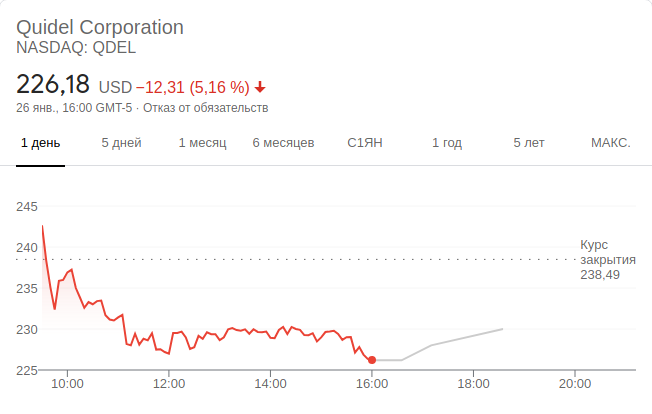 Quidel Corporation
NASDAQ: QDEL
226,18 USD −12,31 (5,16 %)
26 янв., 16:00 GMT-5 · Отказ от обязательств
1 день 5 дней 1 месяц 6 месяцев С1ЯН 1 год 5 лет МАКС.
245
240
235
230
225
Курс
закрытия
238,49
10:00 12:00 14:00 16:00 18:00 20:00